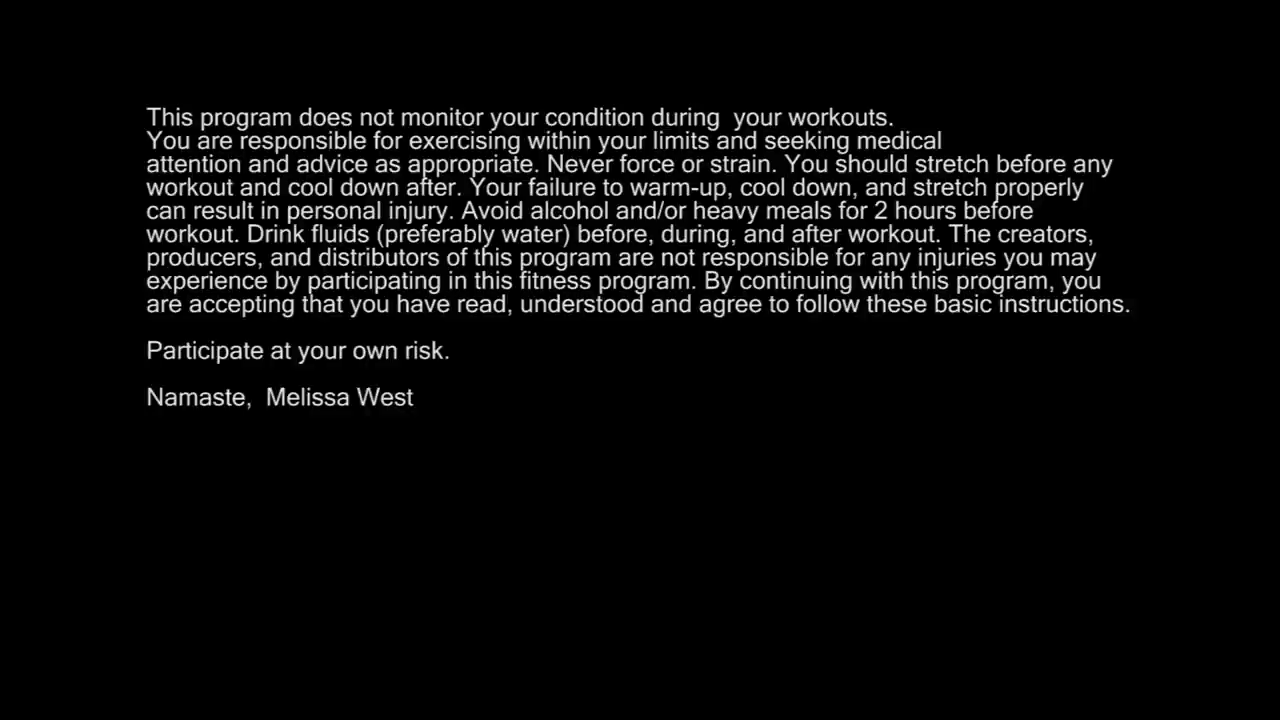 This program does not monitor your condition during  your workouts.
You are responsible for exercising within your limits and seeking medical
attention and advice as appropriate. Never force or strain. You should stretch before any
workout and cool down after. Your failure to warm-up, cool down, and stretch properly
can result in personal injury. Avoid alcohol and/or heavy meals for 2 hours before
workout. Drink fluids (preferably water) before, during, and after workout. The creators,
producers, and distributors of this program are not responsible for any injuries you may
experience by participating in this fitness program. By continuing with this program, you
are accepting that you have read, understood and agree to follow these basic instructions.
Participate at your own risk.
Namaste,  Melissa West